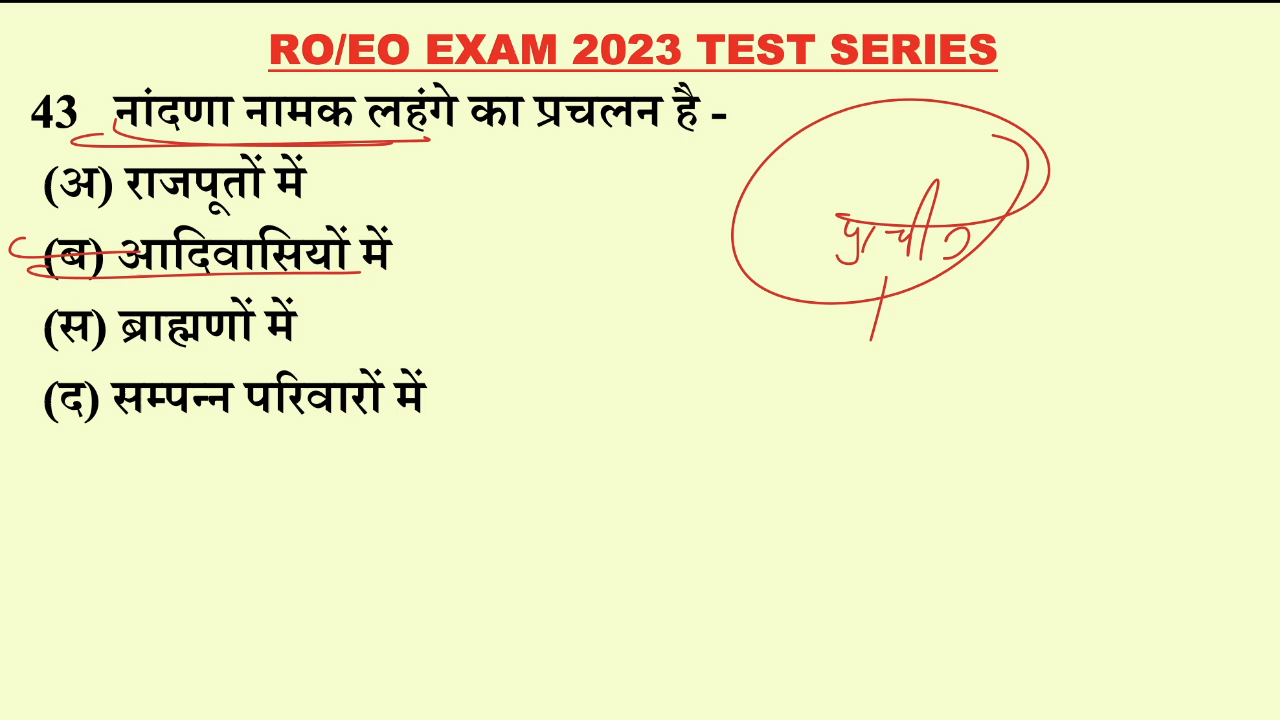 RO/EO EXAM 2023 TEST SERIES
43 नांदणा नामक लहंगे का प्रचलन है -
(अ) राजपूतों में
(ब) आदिवासियों में
(स) ब्राह्मणों में
(द) सम्पन्न परिवारों में